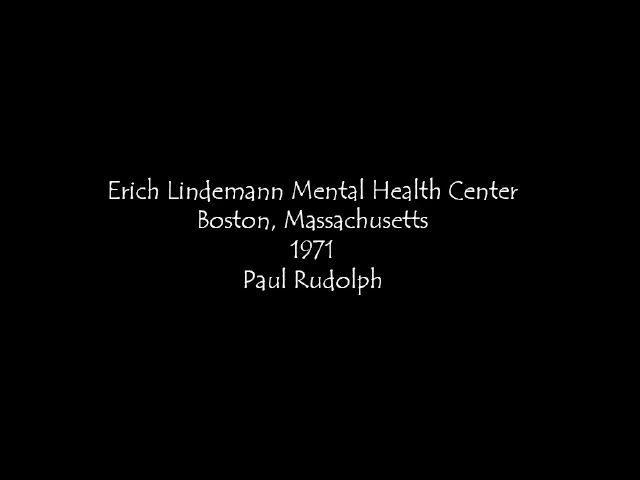 Erich Lindemann Mental Health Center
Boston, Massachusetts
1971
Paul Rudolph